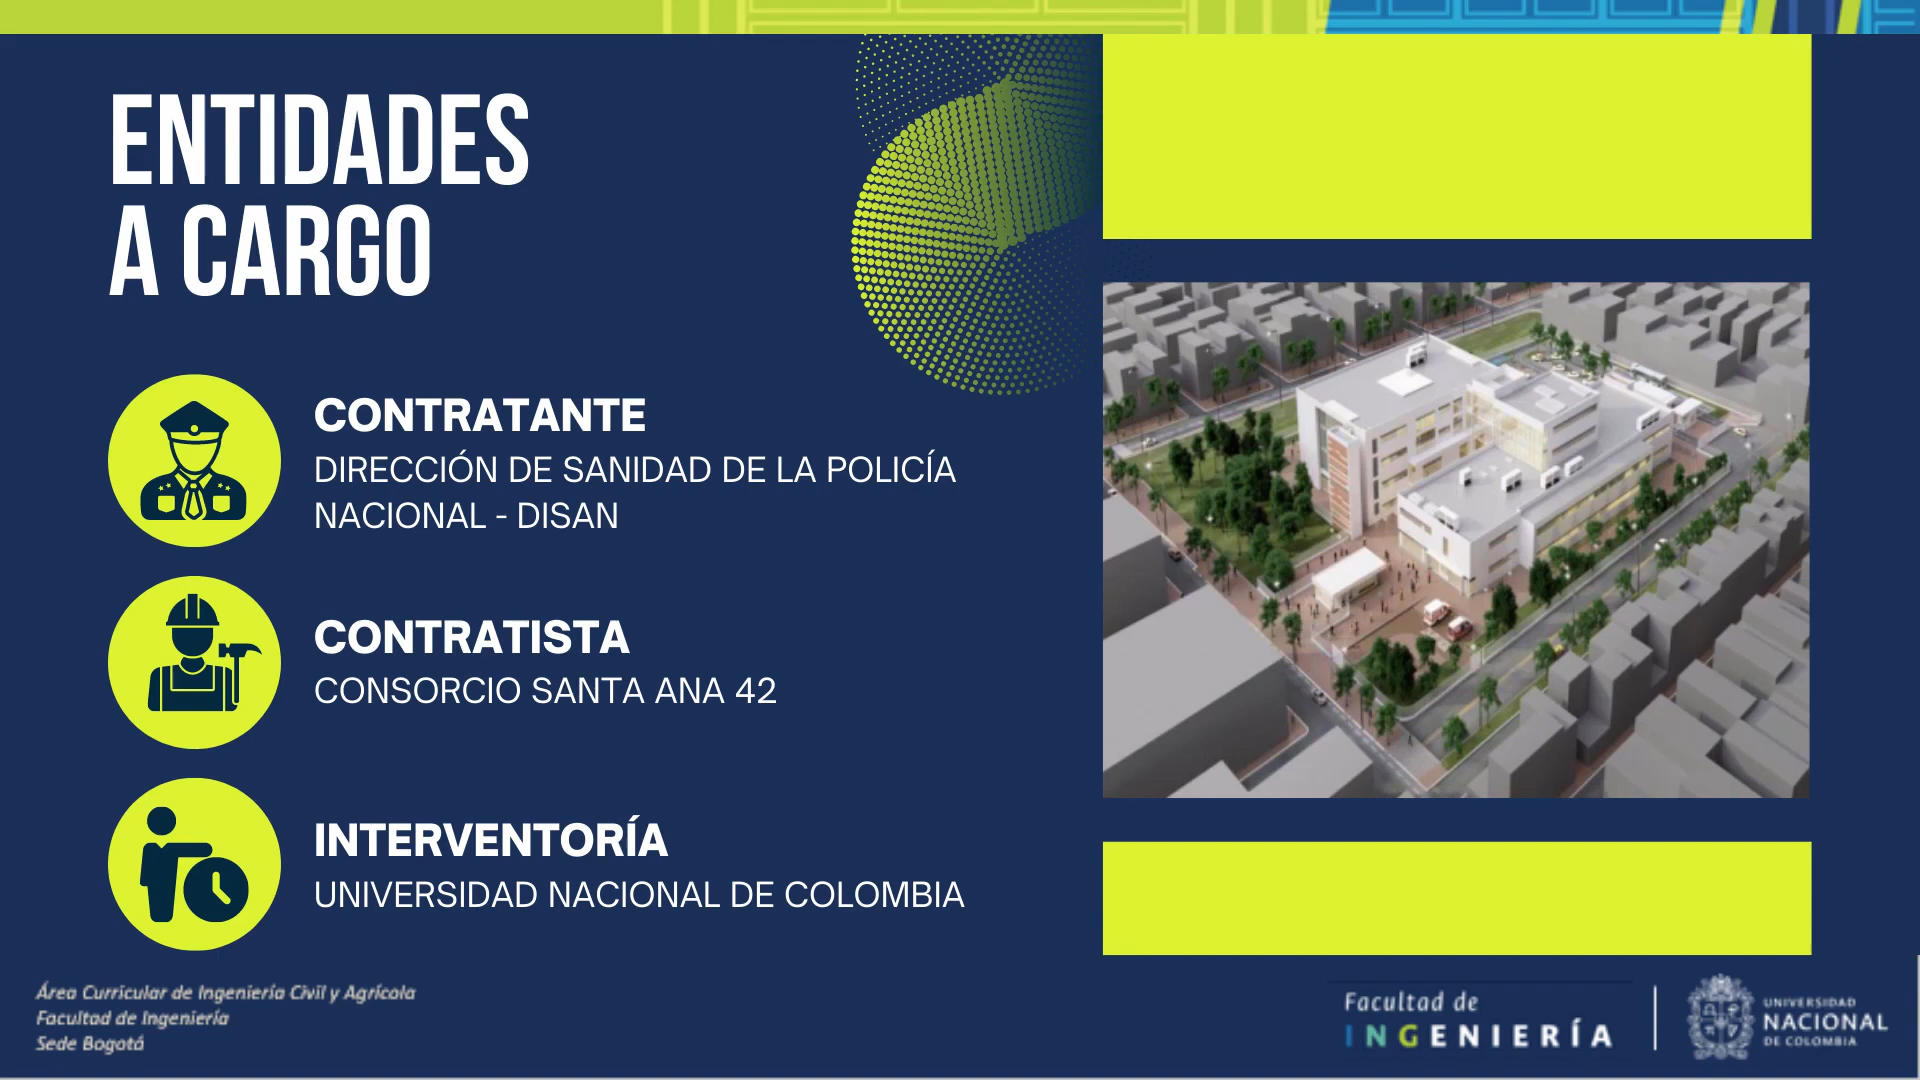 ENTIDADES
A CARGO
CONTRATANTE
DIRECCIÓN DE SANIDAD DE LA POLICÍA
NACIONAL - DISAN
CONTRATISTA
CONSORCIO SANTA ANA 42
INTERVENTORÍA
UNIVERSIDAD NACIONAL DE COLOMBIA
Área Curricular de Ingeniería Civil y Agrícola
Facultad de Ingeniería
Sede Bogotá
Facultad de
INGENIERÍA
UNIVERSIDAD
NACIONAL
DE COLOMBIA